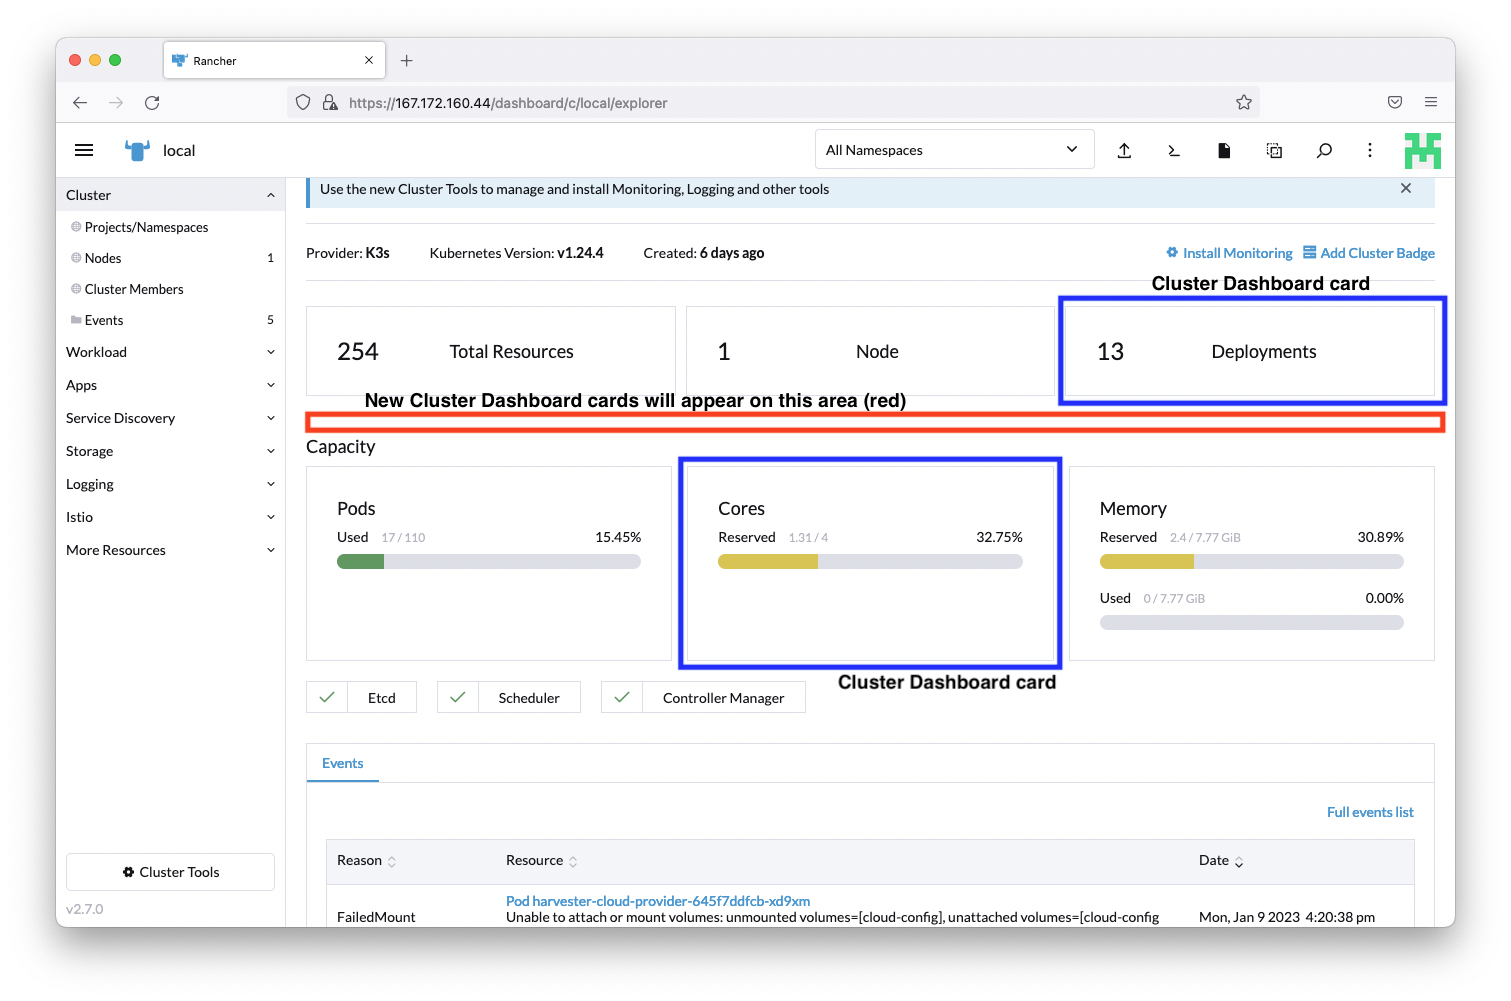 Rancher
https://167.172.160.44/dashboard/c/local/explorer
local
All Namespaces
Cluster
Projects/Namespaces
Nodes 1
Cluster Members
Events 5
Workload
Apps
Service Discovery
Storage
Logging
Istio
More Resources
Cluster Tools
v2.7.0
Use the new Cluster Tools to manage and install Monitoring, Logging and other tools
Provider: K3s Kubernetes Version: v1.24.4 Created: 6 days ago Install Monitoring Add Cluster Badge
Cluster Dashboard card
254 Total Resources 1 Node 13 Deployments
New Cluster Dashboard cards will appear on this area (red)
Capacity
Pods
Used 17 / 110 15.45%
Cores
Reserved 1.31 / 4 32.75%
Memory
Reserved 2.4 / 7.77 GiB 30.89%
Used 0 / 7.77 GiB 0.00%
Cluster Dashboard card
Etcd Scheduler Controller Manager
Events
Full events list
Reason Resource Date
Pod harvester-cloud-provider-645f7ddfcb-xd9xm
FailedMount Unable to attach or mount volumes: unmounted volumes=[cloud-config], unattached volumes=[cloud-config Mon, Jan 9 2023 4:20:38 pm